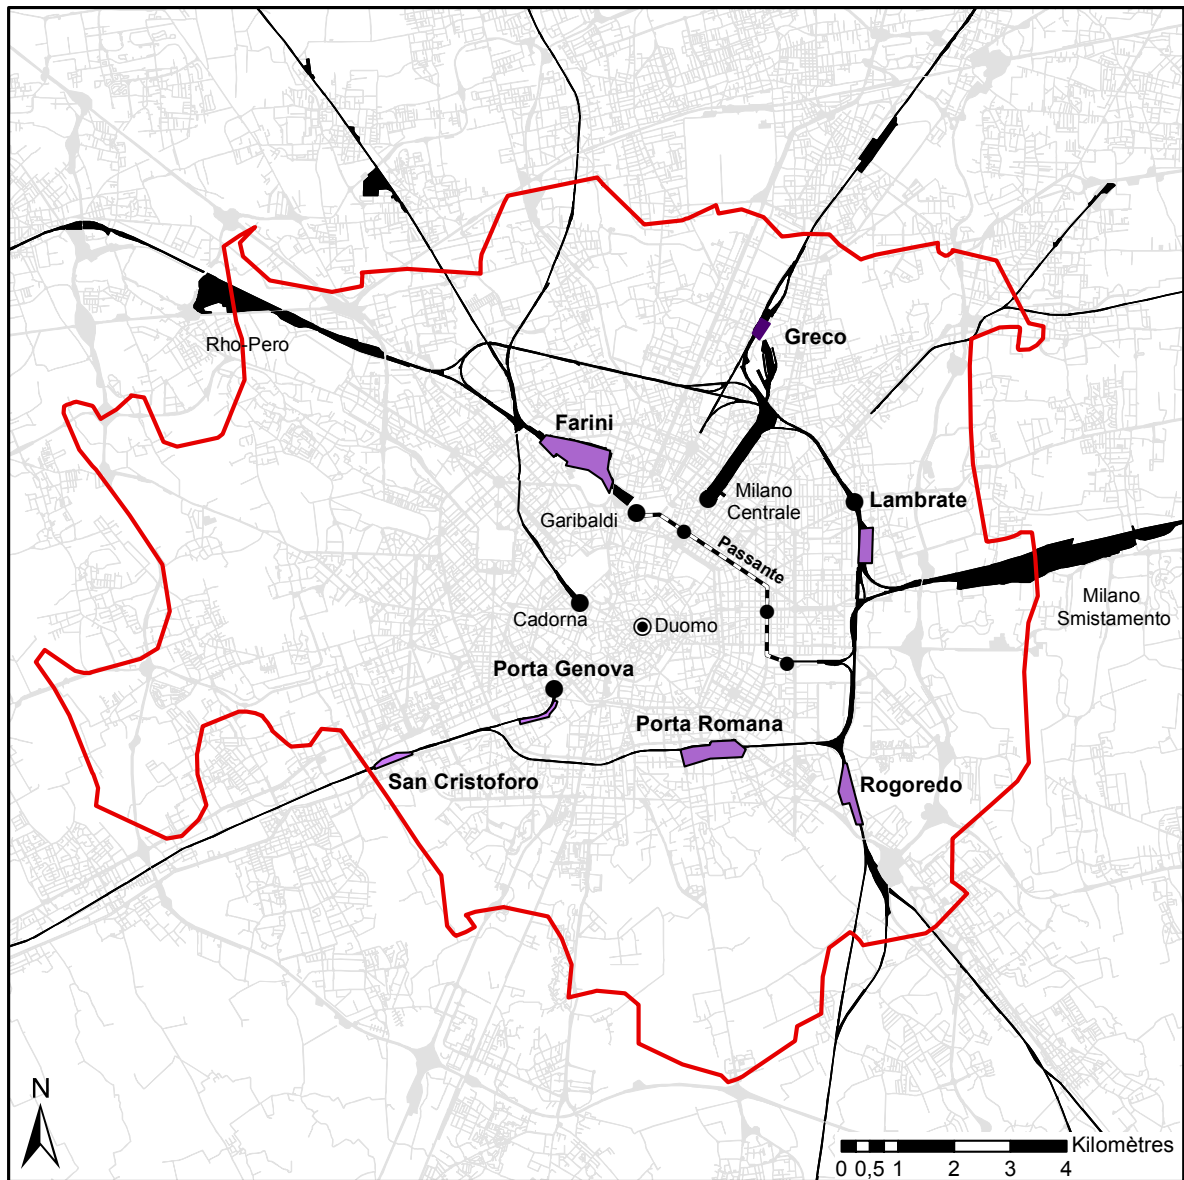 Rho-Pero
Greco
Farini
Milano
Centrale
Lambrate
Garibaldi
Passante
Milano
Smistamento
Cadorna
Duomo
Porta Genova
Porta Romana
San Cristoforo
Rogoredo
N
Kilomètres
0 0,5 1 2 3 4